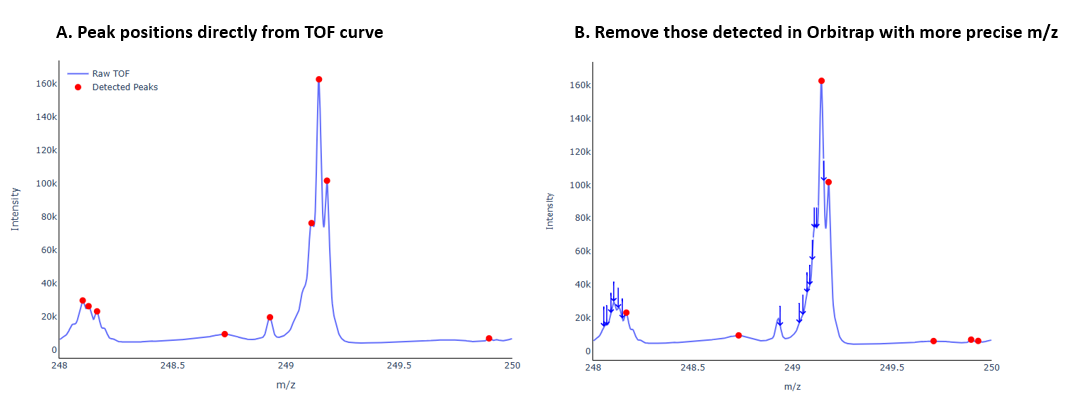 A. Peak positions directly from TOF curve
Raw TOF
Detected Peaks
160k
140k
120k
100k
80k
60k
40k
20k
0
Intensity
248
248.5
249
249.5
250
m/z
B. Remove those detected in Orbitrap with more precise m/z
160k
140k
120k
100k
80k
60k
40k
20k
0
Intensity
248
248.5
249
249.5
250
m/z